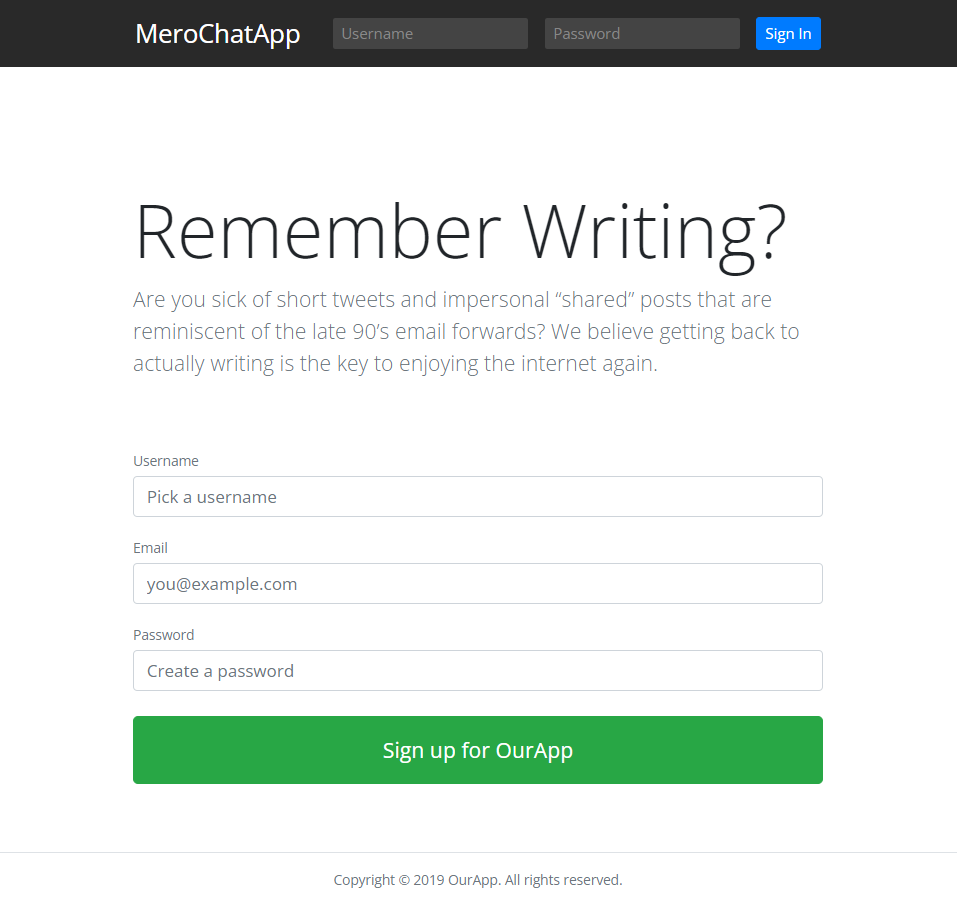 MeroChatApp Username Password Sign In
Remember Writing?
Are you sick of short tweets and impersonal “shared” posts that are
reminiscent of the late 90’s email forwards? We believe getting back to
actually writing is the key to enjoying the internet again.
Username
Pick a username
Email
you@example.com
Password
Create a password
Sign up for OurApp
Copyright © 2019 OurApp. All rights reserved.